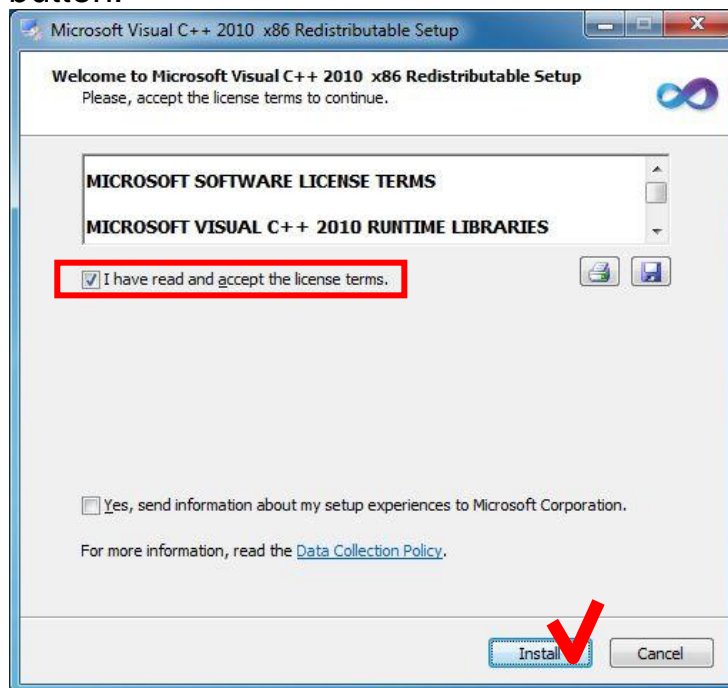 button.
Microsoft Visual C++ 2010 x86 Redistributable Setup
Welcome to Microsoft Visual C++ 2010 x86 Redistributable Setup
Please, accept the license terms to continue.
MICROSOFT SOFTWARE LICENSE TERMS
MICROSOFT VISUAL C++ 2010 RUNTIME LIBRARIES
I have read and accept the license terms.
Yes, send information about my setup experiences to Microsoft Corporation.
For more information, read the Data Collection Policy.
Install Cancel